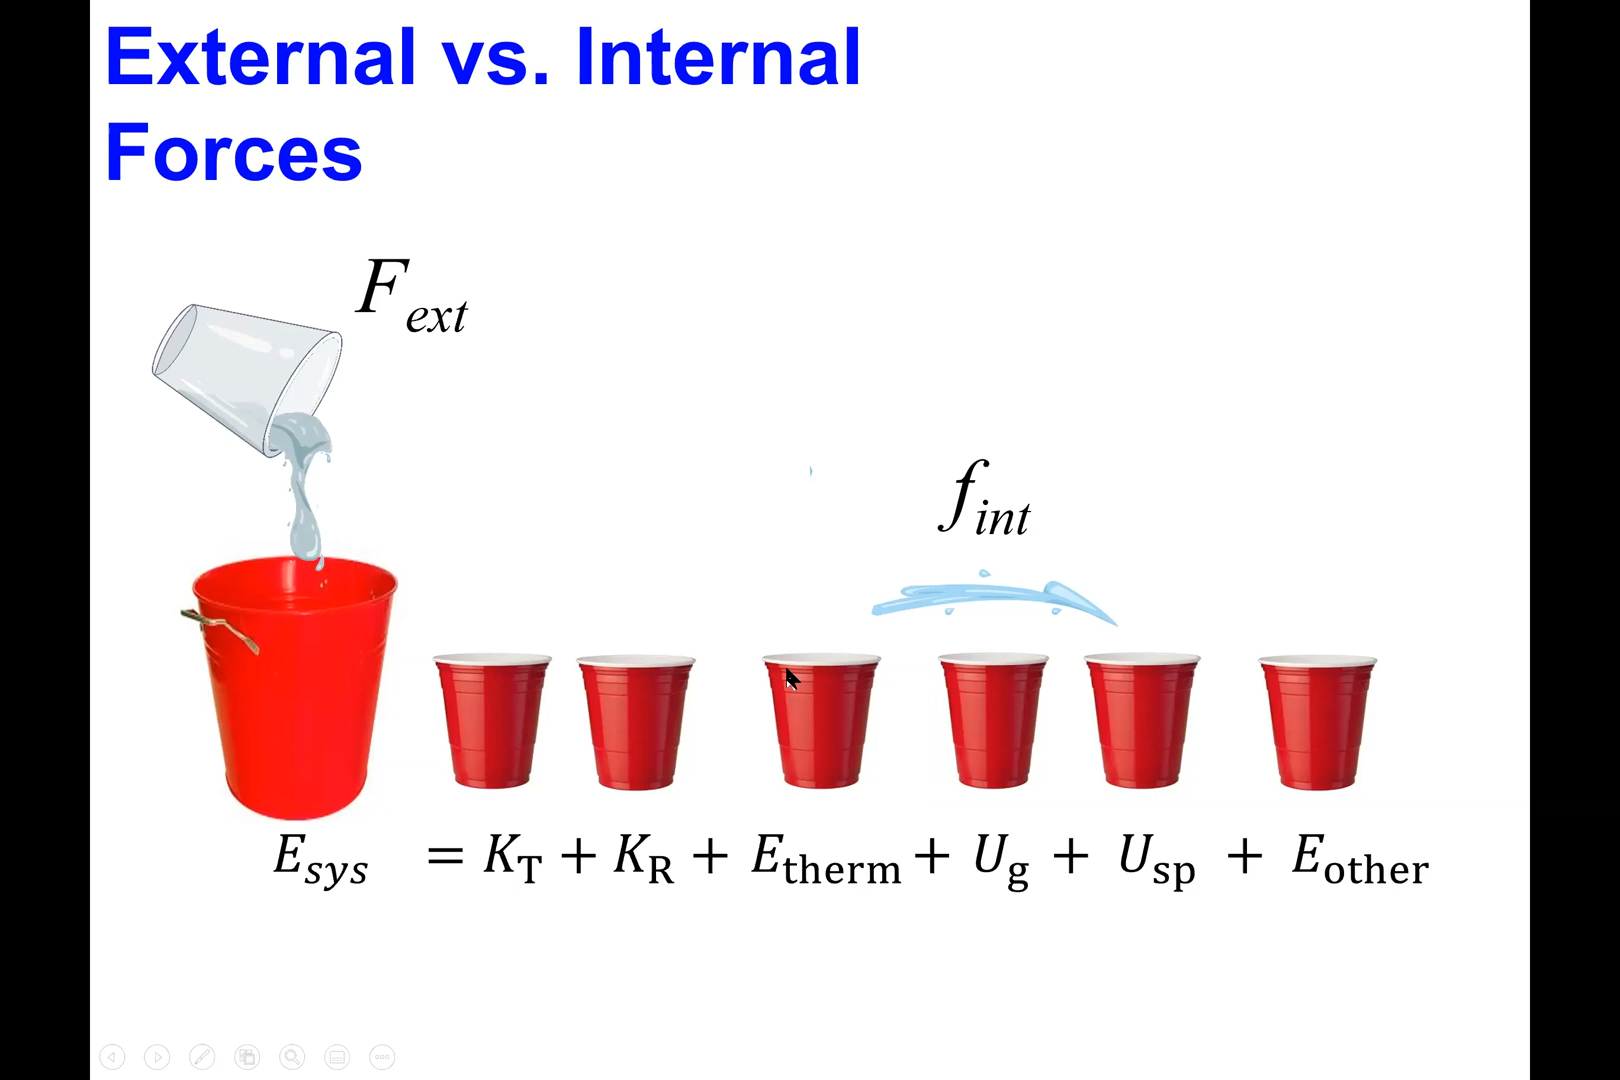 External vs. Internal
Forces
F_ext
f_int
E_sys = K_T + K_R + E_therm + U_g + U_sp + E_other